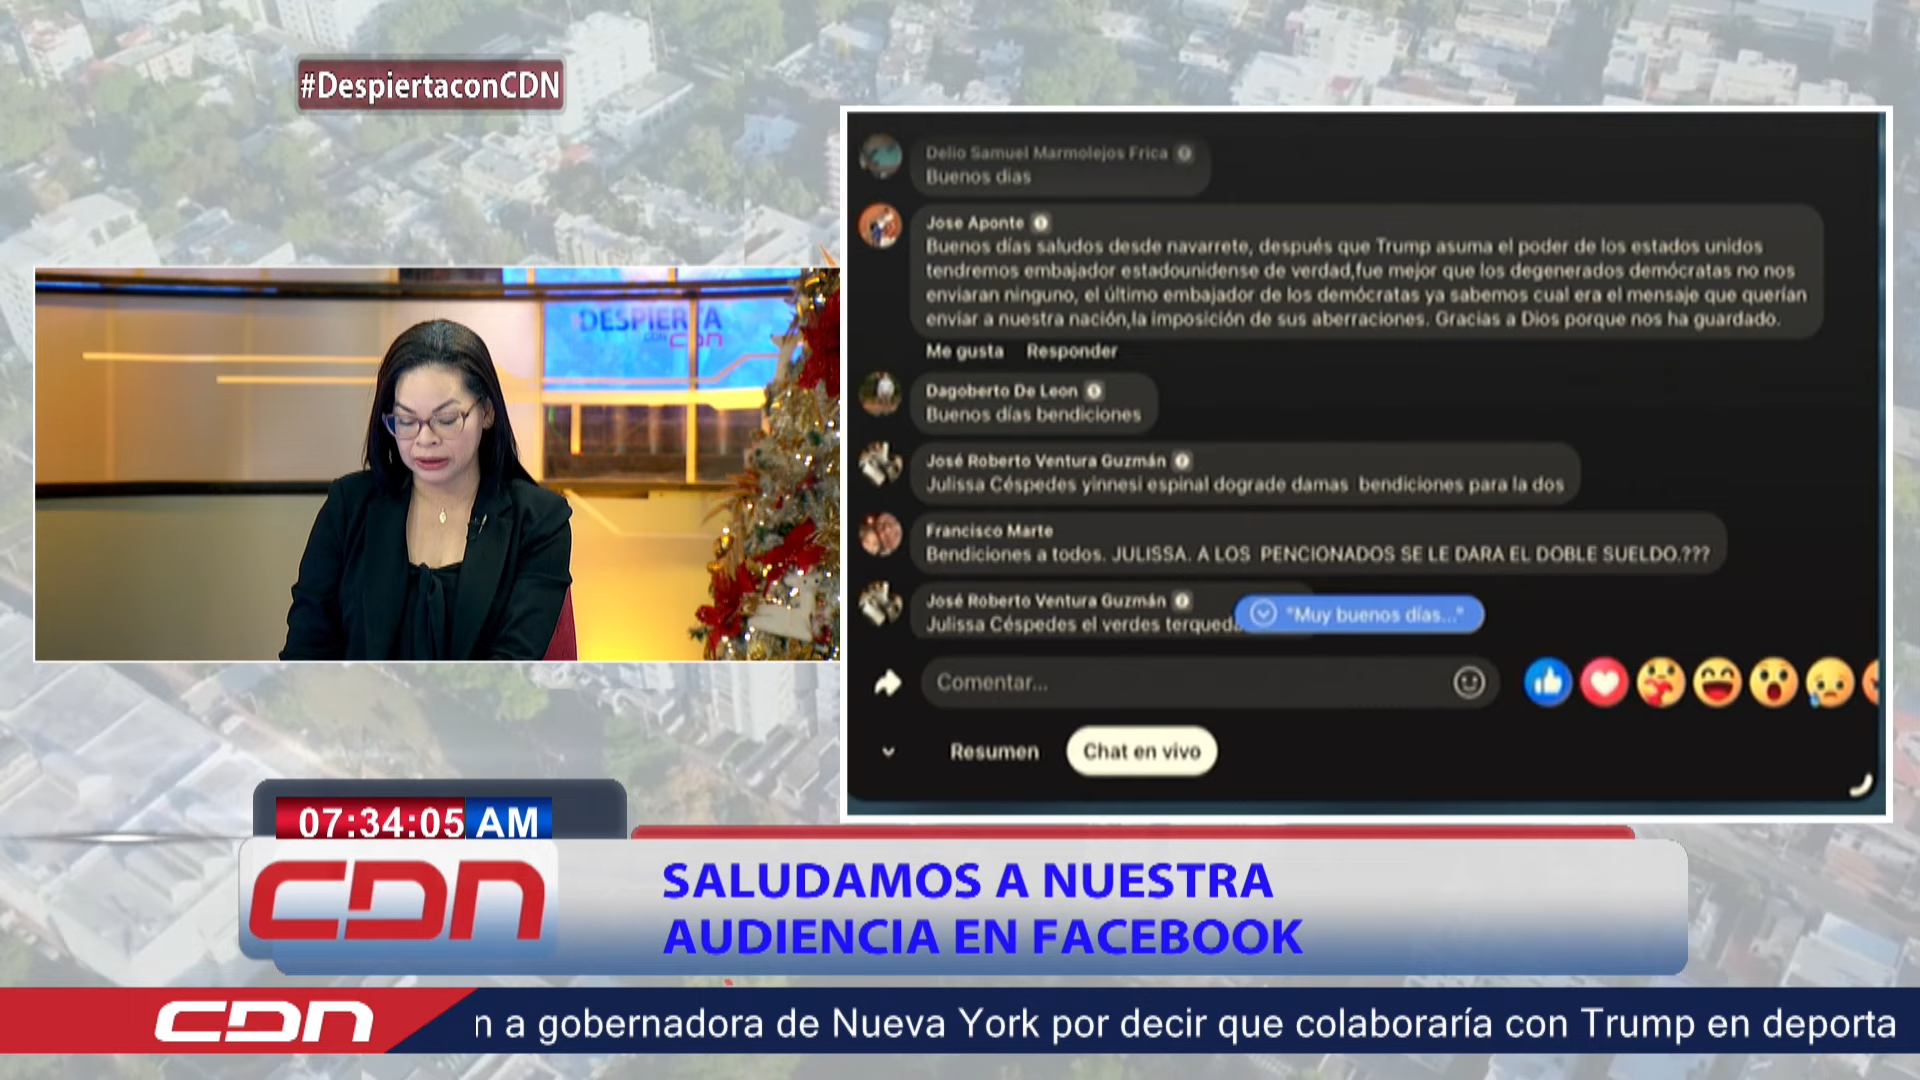 #DespiertaconCDN
DESPIERTA
CON CDN
Delio Samuel Marmolejos Frica
Buenos dias
Jose Aponte
Buenos días saludos desde navarrete, después que Trump asuma el poder de los estados unidos
tendremos embajador estadounidense de verdad,fue mejor que los degenerados demócratas no nos
enviaran ninguno, el último embajador de los demócratas ya sabemos cual era el mensaje que querían
enviar a nuestra nación,la imposición de sus aberraciones. Gracias a Dios porque nos ha guardado.
Me gusta Responder
Dagoberto De Leon
Buenos días bendiciones
José Roberto Ventura Guzmán
Julissa Céspedes yinnesi espinal dograde damas bendiciones para la dos
Francisco Marte
Bendiciones a todos. JULISSA. A LOS PENCIONADOS SE LE DARA EL DOBLE SUELDO.???
José Roberto Ventura Guzmán
Julissa Céspedes el verdes terqueda
"Muy buenos días..."
Comentar...
Resumen Chat en vivo
07:34:05 AM
CDN
SALUDAMOS A NUESTRA
AUDIENCIA EN FACEBOOK
CDN
n a gobernadora de Nueva York por decir que colaboraría con Trump en deporta